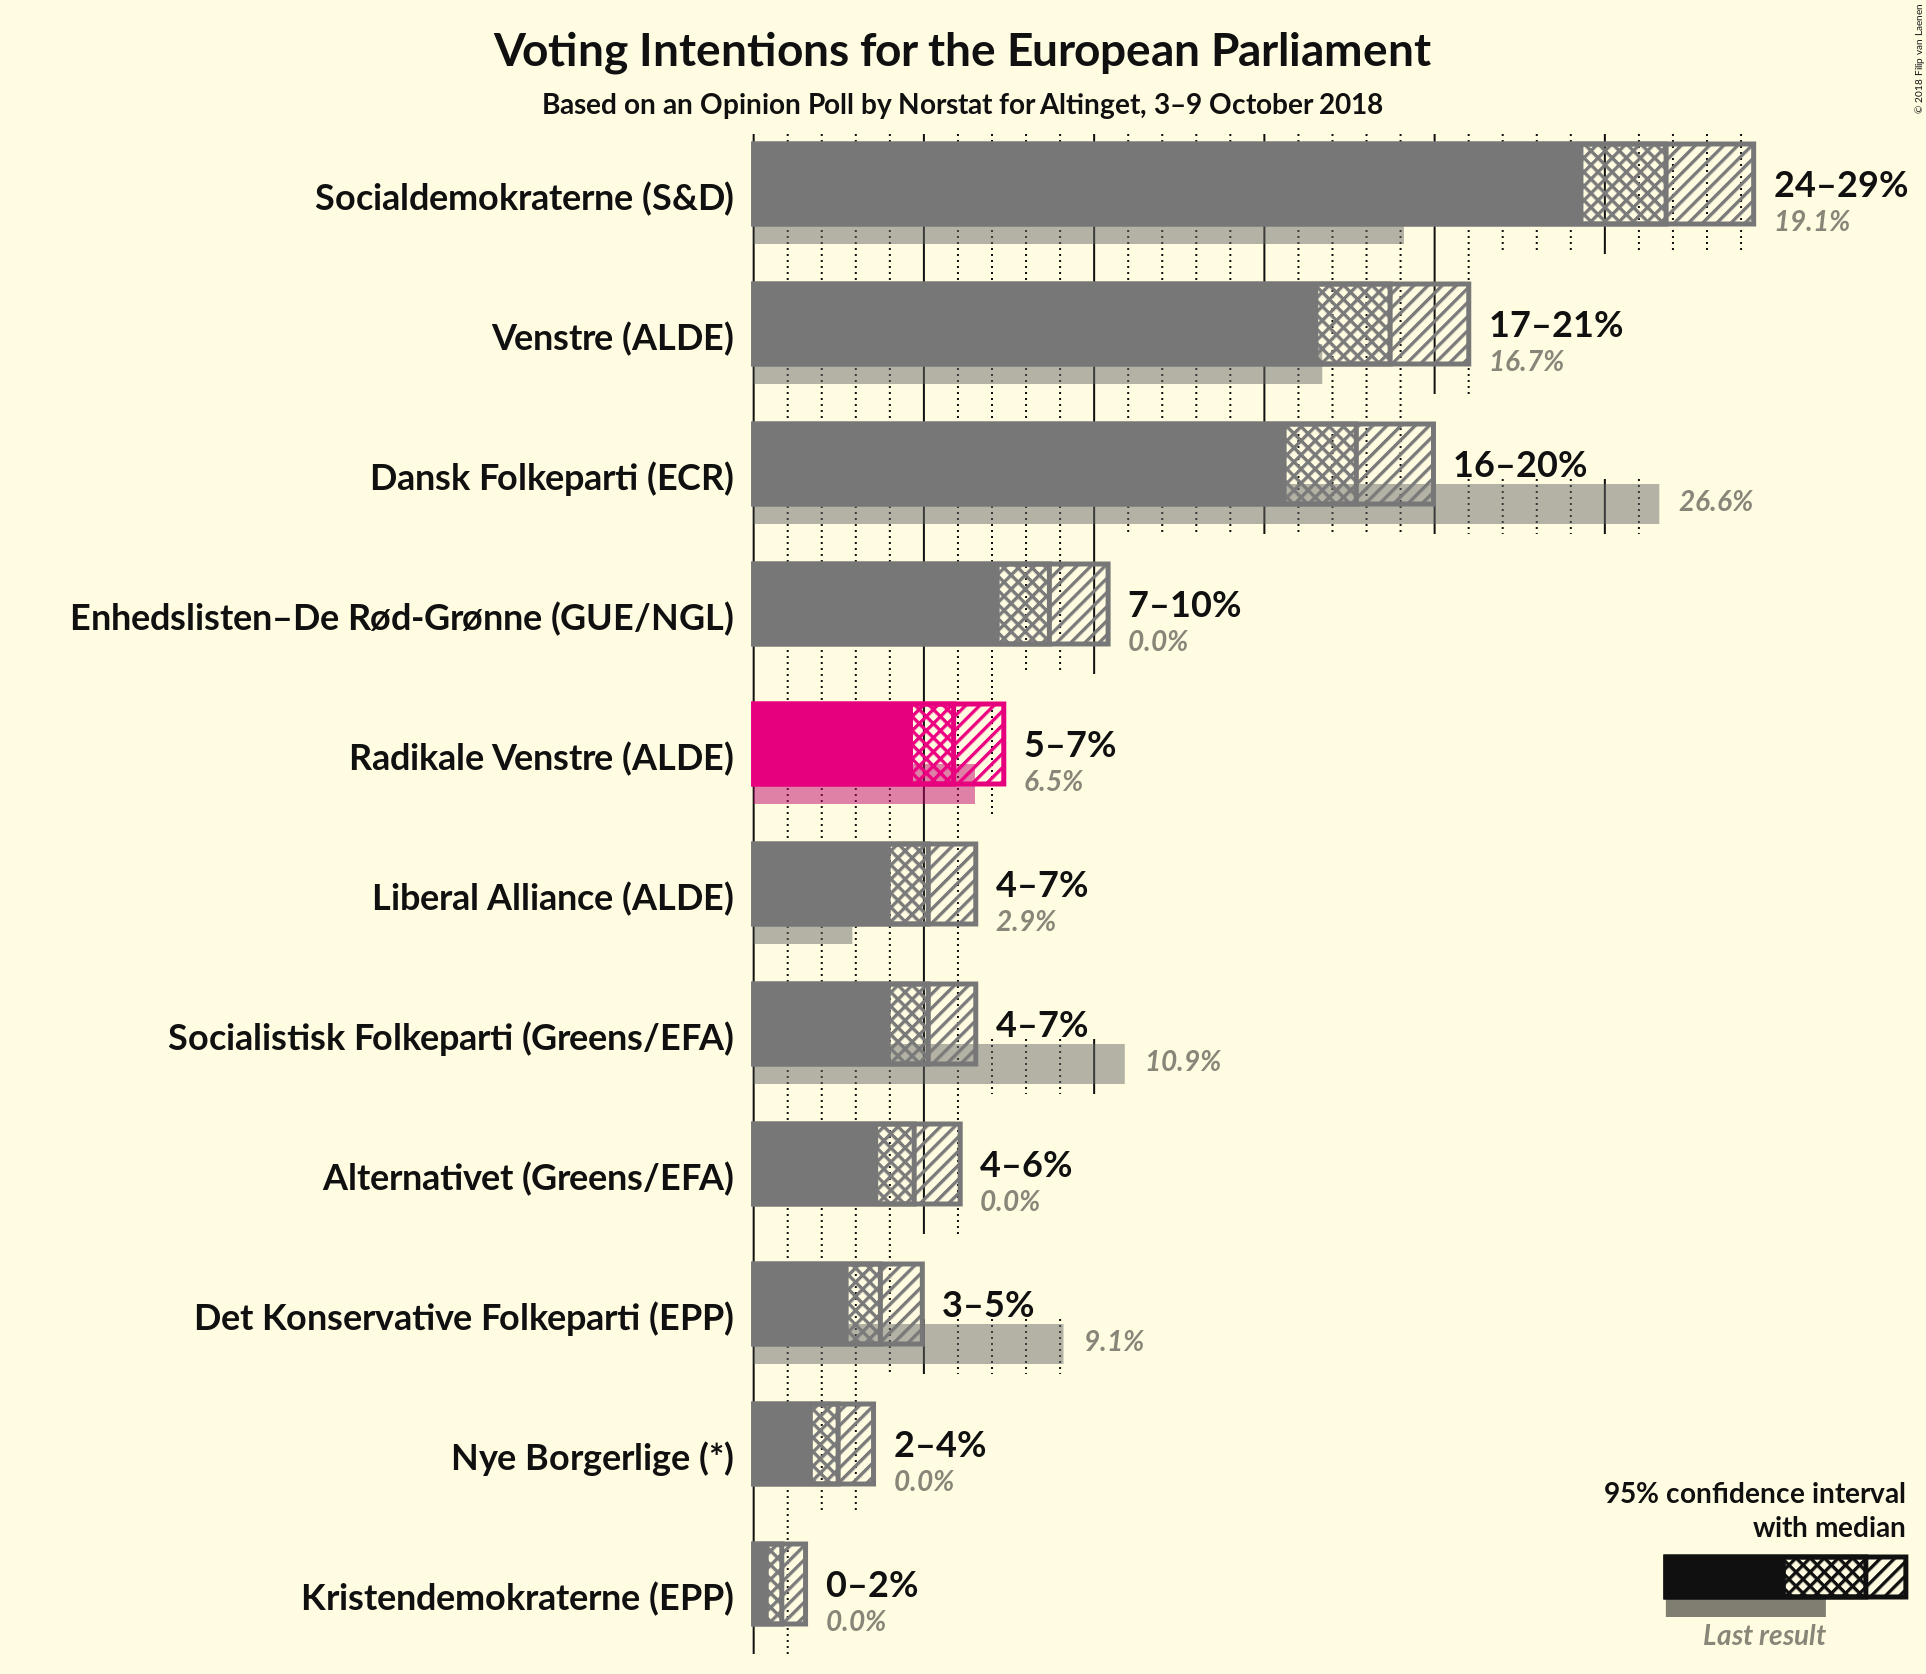 Voting Intentions for the European Parliament
Based on an Opinion Poll by Norstat for Altinget, 3–9 October 2018
© 2018 Filip van Laenen
Socialdemokraterne (S&D)
24–29%
19.1%
Venstre (ALDE)
17–21%
16.7%
Dansk Folkeparti (ECR)
16–20%
26.6%
Enhedslisten–De Rød-Grønne (GUE/NGL)
7–10%
0.0%
Radikale Venstre (ALDE)
5–7%
6.5%
Liberal Alliance (ALDE)
4–7%
2.9%
Socialistisk Folkeparti (Greens/EFA)
4–7%
10.9%
Alternativet (Greens/EFA)
4–6%
0.0%
Det Konservative Folkeparti (EPP)
3–5%
9.1%
Nye Borgerlige (*)
2–4%
0.0%
Kristendemokraterne (EPP)
0–2%
0.0%
95% confidence interval
with median
Last result